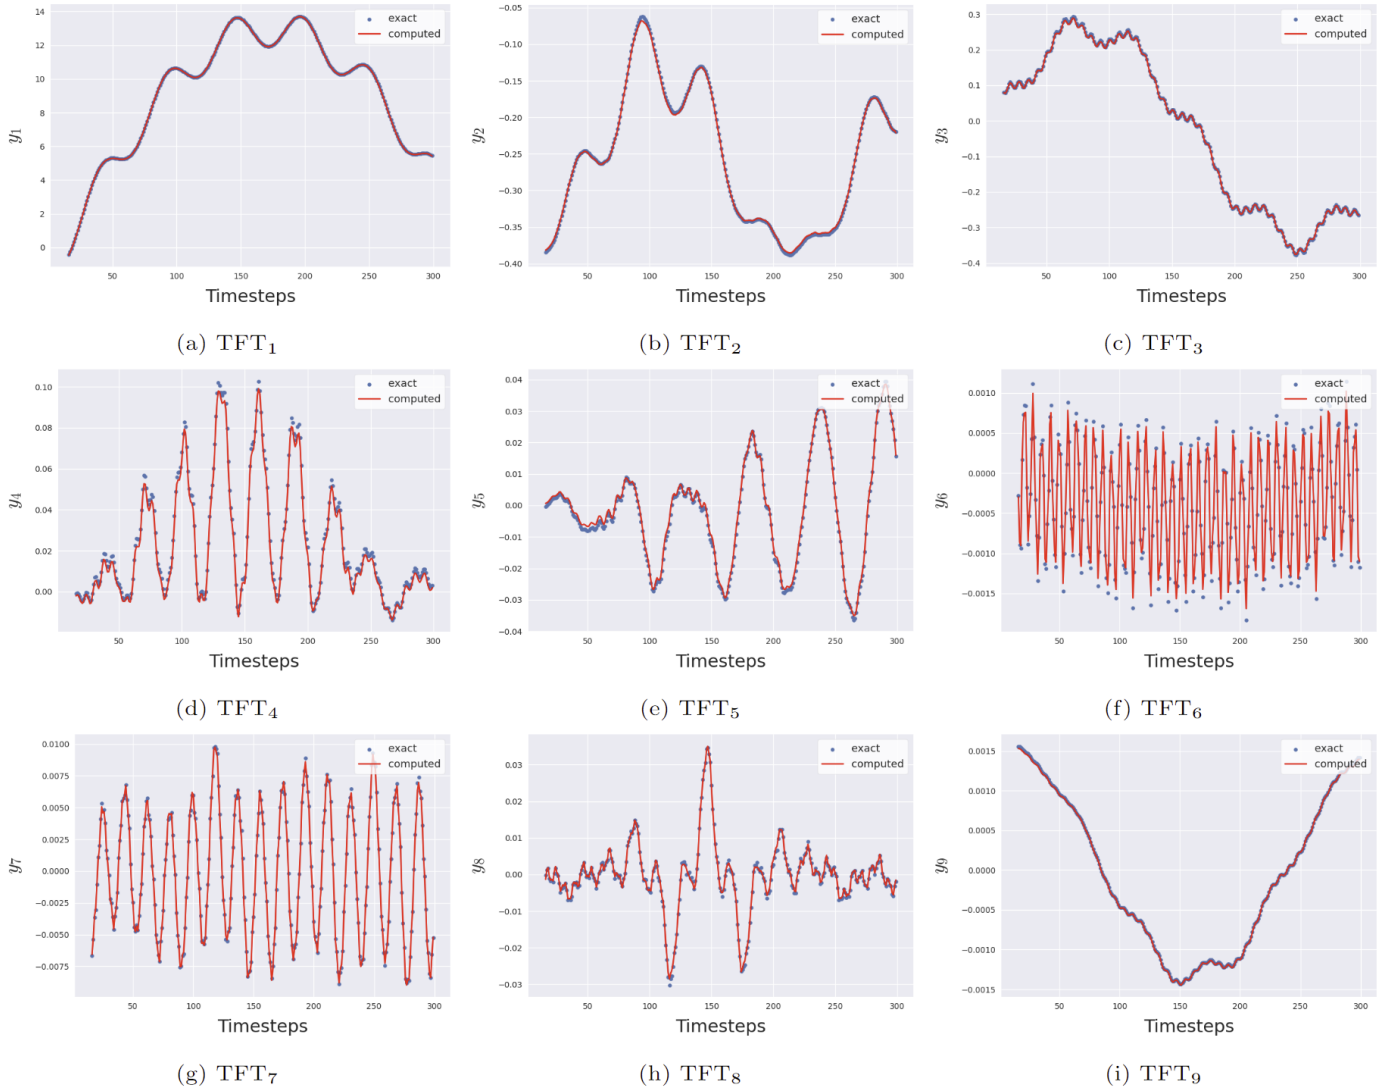 exact
computed
14
12
10
8
6
4
2
0
y1
50 100 150 200 250 300
Timesteps
(a) TFT1
exact
computed
−0.05
−0.10
−0.15
−0.20
−0.25
−0.30
−0.35
−0.40
y2
50 100 150 200 250 300
Timesteps
(b) TFT2
exact
computed
0.3
0.2
0.1
0.0
−0.1
−0.2
−0.3
−0.4
y3
50 100 150 200 250 300
Timesteps
(c) TFT3
exact
computed
0.10
0.08
0.06
0.04
0.02
0.00
y4
50 100 150 200 250 300
Timesteps
(d) TFT4
exact
computed
0.04
0.03
0.02
0.01
0.00
−0.01
−0.02
−0.03
−0.04
y5
50 100 150 200 250 300
Timesteps
(e) TFT5
exact
computed
0.0010
0.0005
0.0000
−0.0005
−0.0010
−0.0015
y6
50 100 150 200 250 300
Timesteps
(f) TFT6
exact
computed
0.0100
0.0075
0.0050
0.0025
0.0000
−0.0025
−0.0050
−0.0075
y7
50 100 150 200 250 300
Timesteps
(g) TFT7
exact
computed
0.03
0.02
0.01
0.00
−0.01
−0.02
−0.03
y8
50 100 150 200 250 300
Timesteps
(h) TFT8
exact
computed
0.0015
0.0010
0.0005
0.0000
−0.0005
−0.0010
−0.0015
y9
50 100 150 200 250 300
Timesteps
(i) TFT9